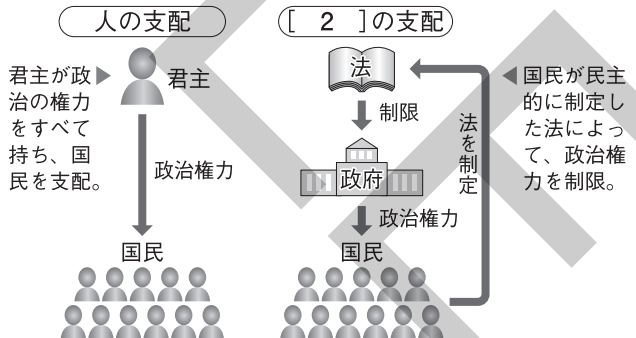 人の支配
君主が政
治の権力
をすべて
持ち、国
民を支配。
君主
政治権力
国民
[ 2 ]の支配
法
制限
政府
政治権力
国民
法を制定
国民が民主
的に制定し
た法によっ
て、政治権
力を制限。